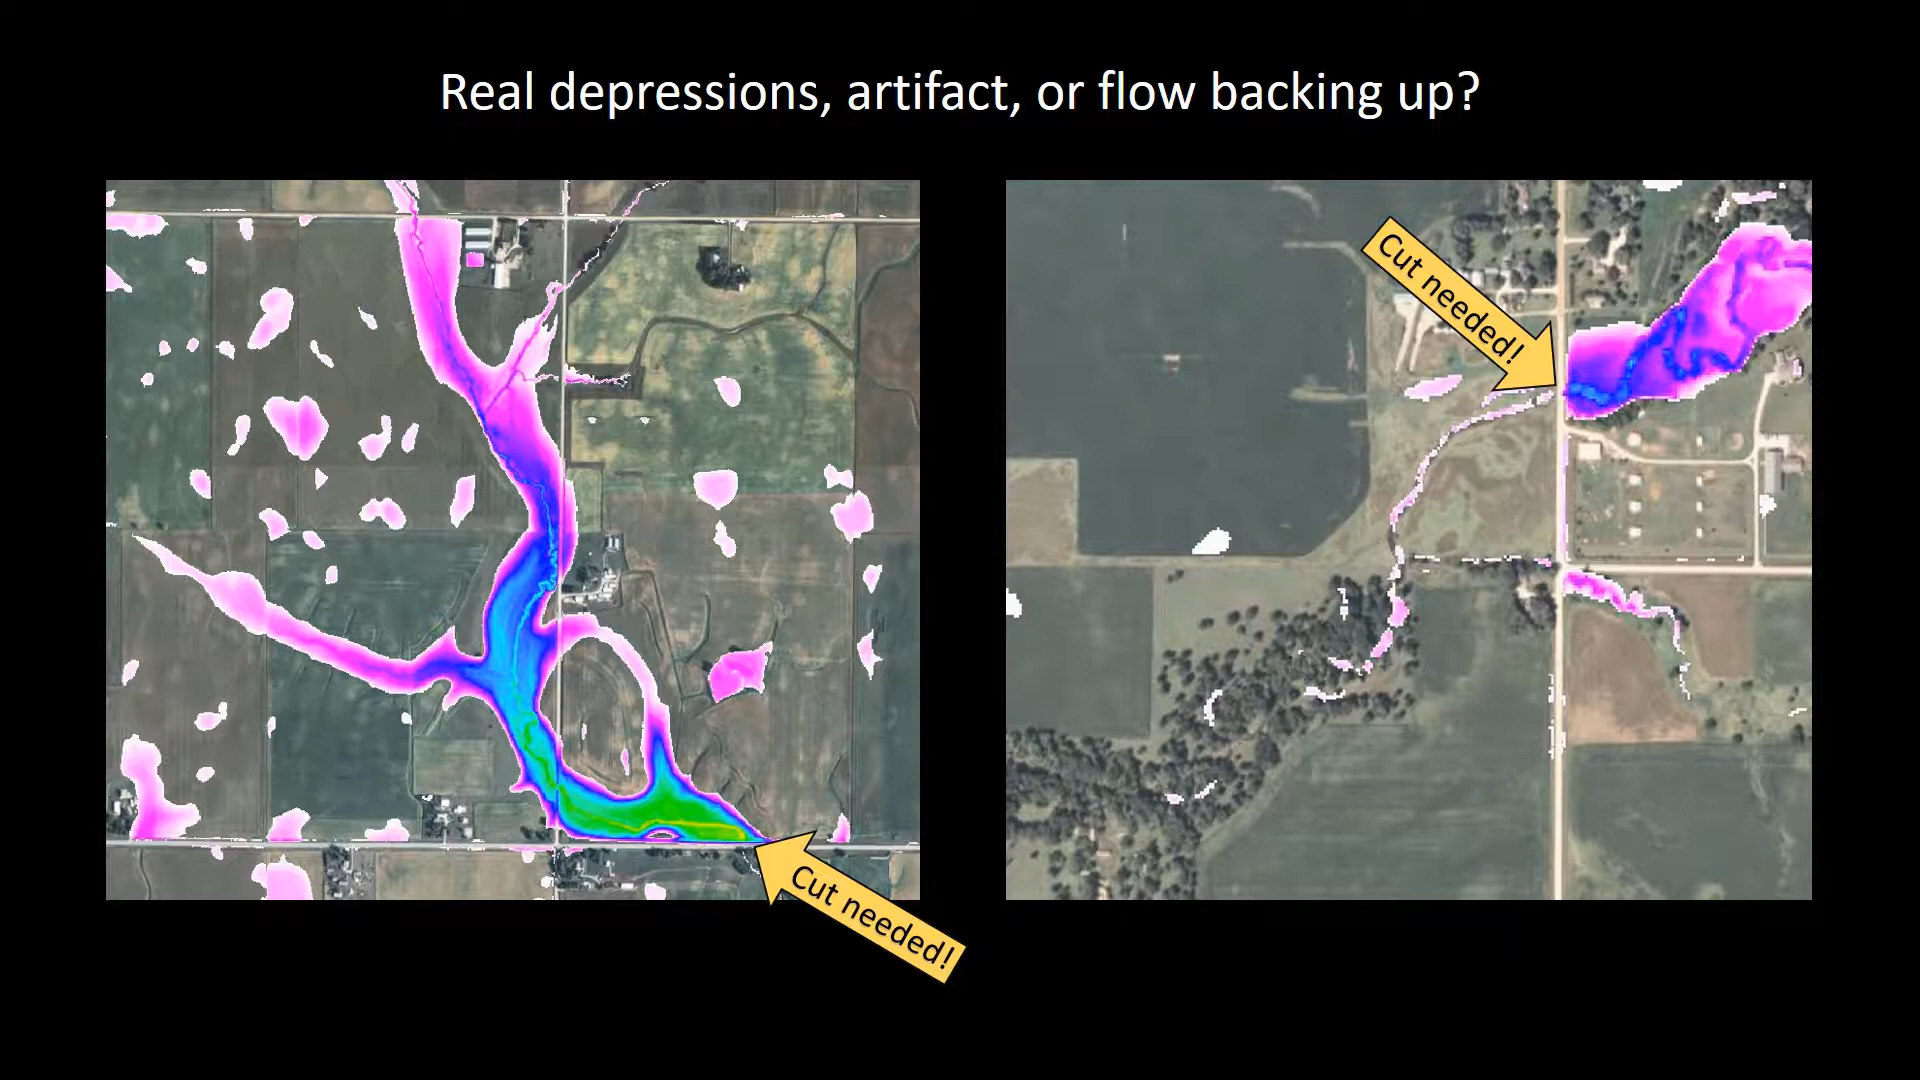 Real depressions, artifact, or flow backing up?
Cut needed!
Cut needed!